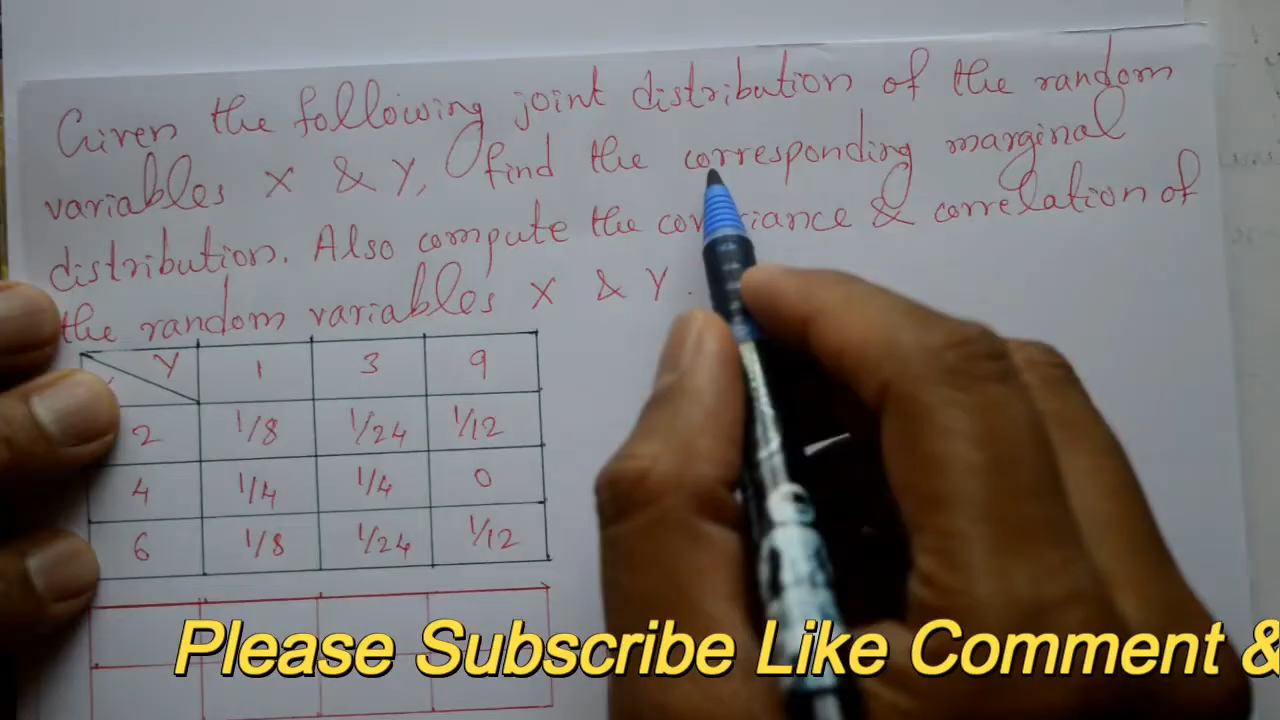 Given the following joint distribution of the random
variables X & Y, find the corresponding marginal
distribution. Also compute the covariance & correlation of
the random variables X & Y.
Y 1 3 9
2 1/8 1/24 1/12
4 1/4 1/4 0
6 1/8 1/24 1/12
Please Subscribe Like Comment &